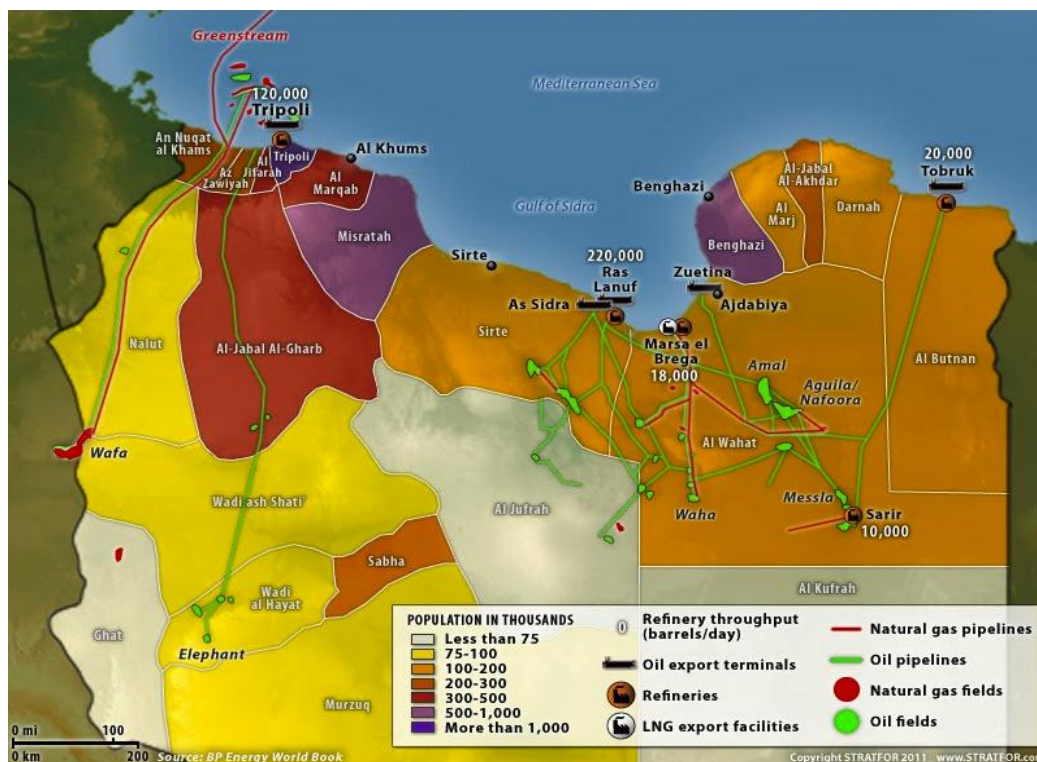 Greenstream
Mediterranean Sea
120,000
Tripoli
An Nuqat
al Khams
Az
Zawiyah
Al
Jifarah
Tripoli
Al Khums
Al
Marqab
Misratah
Gulf of Sidra
Sirte
Sirte
Benghazi
Benghazi
Al
Marj
Al-Jabal
Al-Akhdar
Darnah
20,000
Tobruk
220,000
Ras
Lanuf
As Sidra
Zuetina
Ajdabiya
Marsa el
Brega
18,000
Amal
Aguila/
Nafoora
Al Butnan
Nalut
Al-Jabal Al-Gharb
Al Wahat
Wafa
Wadi ash Shati'
Al Jufrah
Waha
Messla
Sarir
10,000
Sabha
Wadi
al Hayat
Ghat
Elephant
Murzuq
Al Kufrah
POPULATION IN THOUSANDS
Less than 75
75-100
100-200
200-300
300-500
500-1,000
More than 1,000
0 Refinery throughput
(barrels/day)
Oil export terminals
Refineries
LNG export facilities
Natural gas pipelines
Oil pipelines
Natural gas fields
Oil fields
0 mi 100
0 km 200
Source: BP Energy World Book
Copyright STRATFOR 2011 www.STRATFOR.com